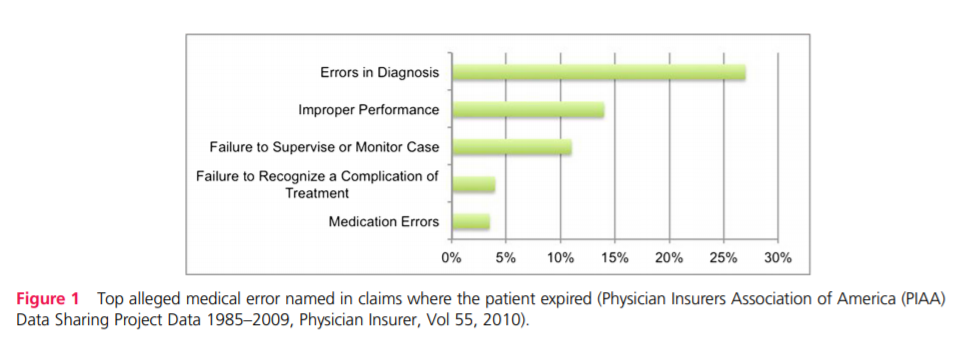 Errors in Diagnosis
Improper Performance
Failure to Supervise or Monitor Case
Failure to Recognize a Complication of
Treatment
Medication Errors
0% 5% 10% 15% 20% 25% 30%
Figure 1 Top alleged medical error named in claims where the patient expired (Physician Insurers Association of America (PIAA)
Data Sharing Project Data 1985–2009, Physician Insurer, Vol 55, 2010).